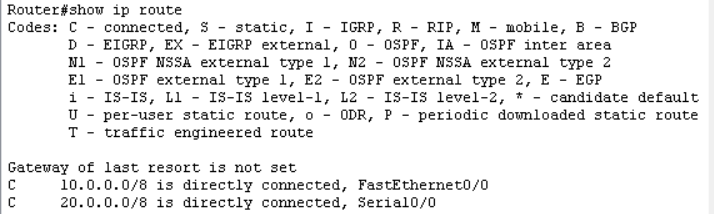 Router#show ip route
Codes: C - connected, S - static, I - IGRP, R - RIP, M - mobile, B - BGP
D - EIGRP, EX - EIGRP external, O - OSPF, IA - OSPF inter area
N1 - OSPF NSSA external type 1, N2 - OSPF NSSA external type 2
E1 - OSPF external type 1, E2 - OSPF external type 2, E - EGP
i - IS-IS, L1 - IS-IS level-1, L2 - IS-IS level-2, * - candidate default
U - per-user static route, o - ODR, P - periodic downloaded static route
T - traffic engineered route
Gateway of last resort is not set
C 10.0.0.0/8 is directly connected, FastEthernet0/0
C 20.0.0.0/8 is directly connected, Serial0/0